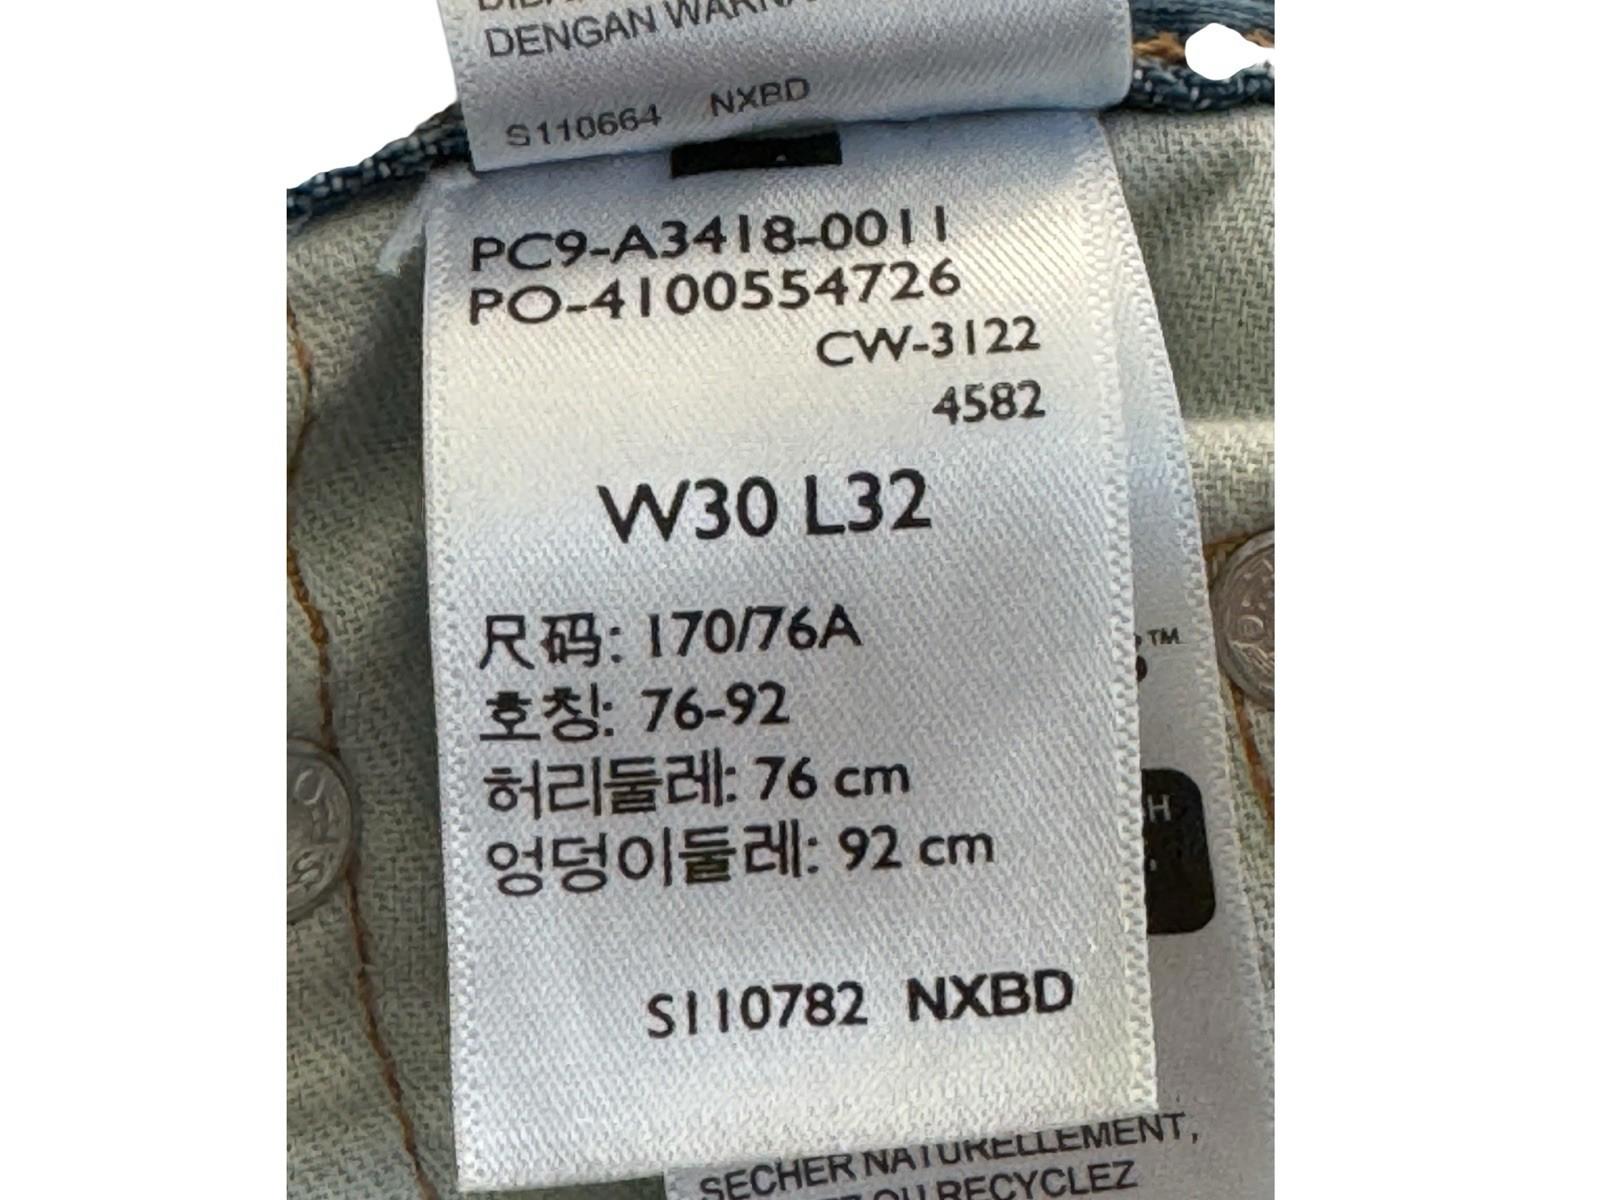 DENGAN WARNA
S110664 NXBD
PC9-A3418-0011
PO-4100554726
CW-3122
4582
W30 L32
尺码: 170/76A
호칭: 76-92
허리둘레: 76 cm
엉덩이둘레: 92 cm
S110782 NXBD
TM
H
SECHER NATURELLEMENT,
OU RECYCLEZ